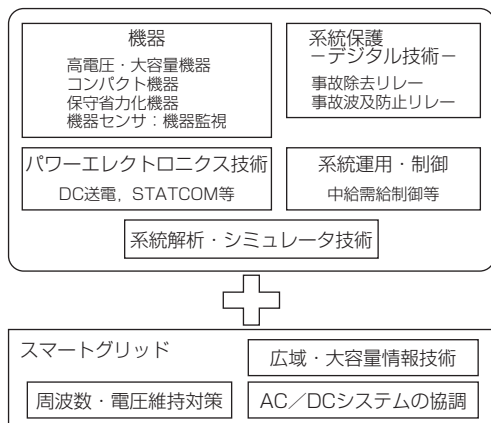 機器
高電圧・大容量機器
コンパクト機器
保守省力化機器
機器センサ：機器監視
系統保護
－デジタル技術－
事故除去リレー
事故波及防止リレー
パワーエレクトロニクス技術
DC送電，STATCOM等
系統運用・制御
中給需給制御等
系統解析・シミュレータ技術
スマートグリッド
広域・大容量情報技術
周波数・電圧維持対策
AC／DCシステムの協調